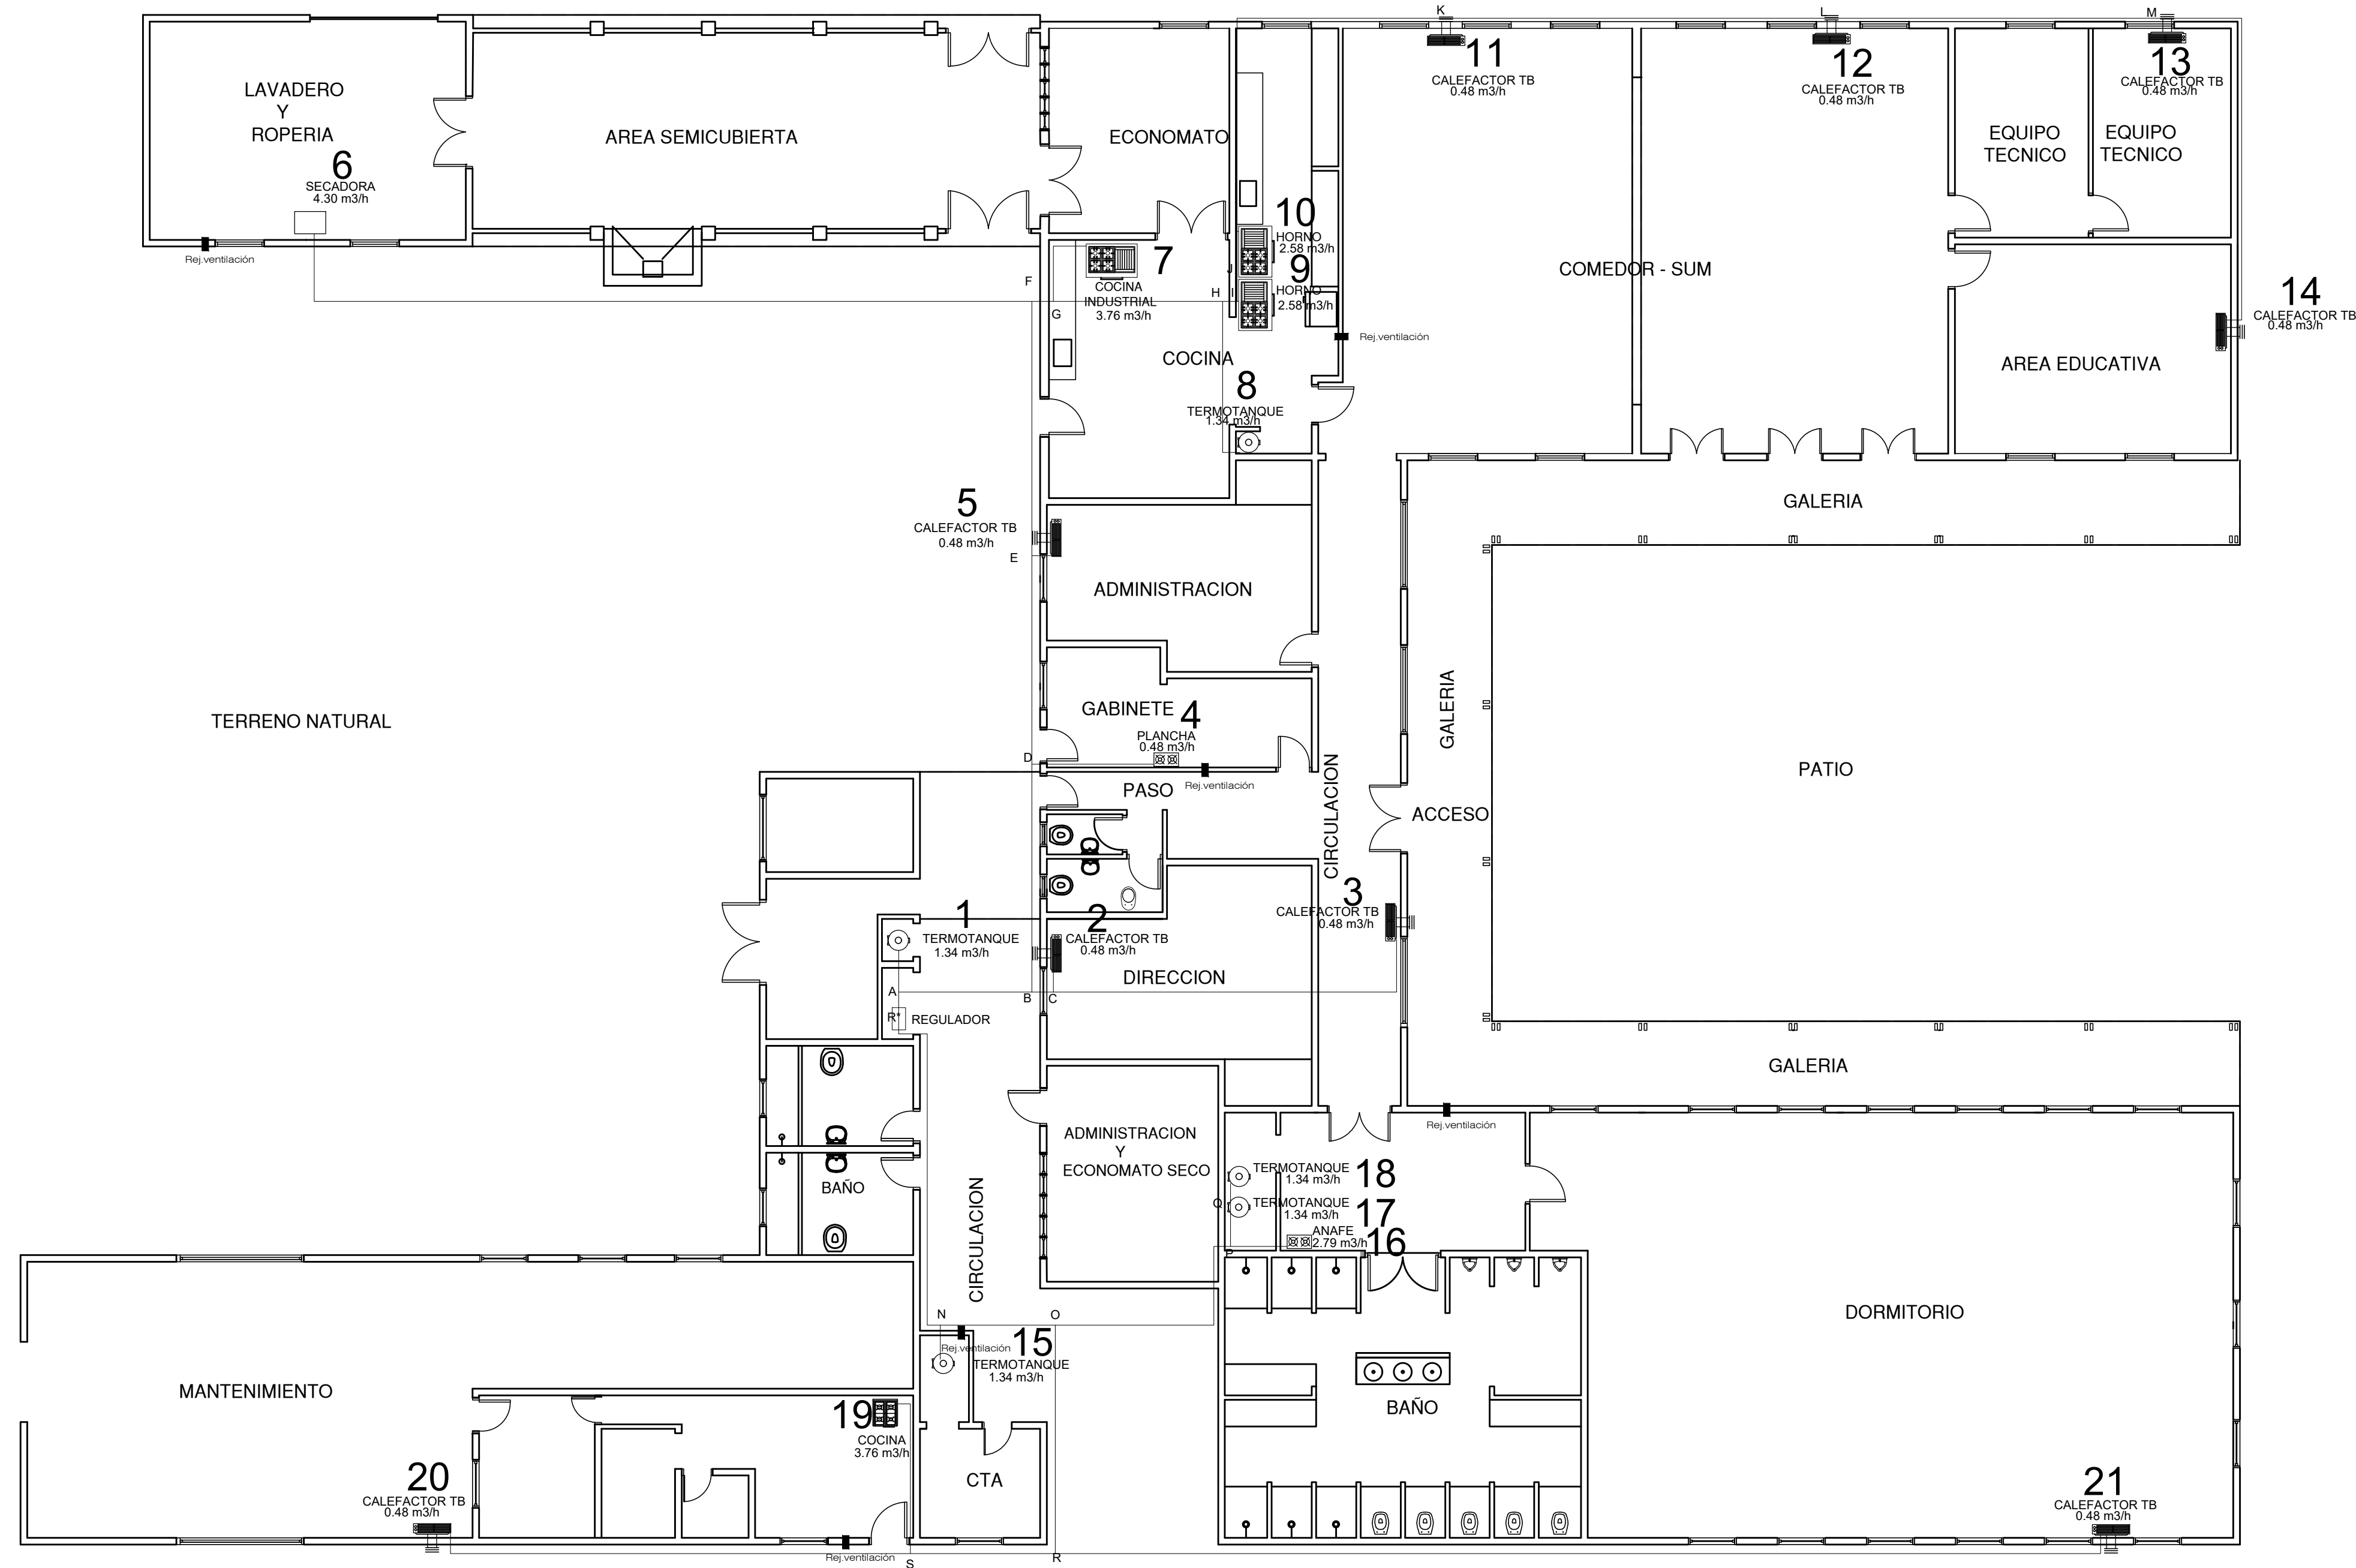 K
L
M
11
CALEFACTOR TB
0.48 m3/h
12
CALEFACTOR TB
0.48 m3/h
13
CALEFACTOR TB
0.48 m3/h
LAVADERO
Y
ROPERIA
6
SECADORA
4.30 m3/h
Rej.ventilación
AREA SEMICUBIERTA
ECONOMATO
EQUIPO
TECNICO
EQUIPO
TECNICO
10
HORNO
2.58 m3/h
9
HORNO
2.58 m3/h
7
COCINA
INDUSTRIAL
3.76 m3/h
F
G
H
I
J
COMEDOR - SUM
14
CALEFACTOR TB
0.48 m3/h
Rej.ventilación
COCINA
AREA EDUCATIVA
8
TERMOTANQUE
1.34 m3/h
5
CALEFACTOR TB
0.48 m3/h
E
GALERIA
ADMINISTRACION
TERRENO NATURAL
GABINETE
4
PLANCHA
0.48 m3/h
D
Rej.ventilación
PASO
CIRCULACION
GALERIA
ACCESO
PATIO
3
CALEFACTOR TB
0.48 m3/h
1
TERMOTANQUE
1.34 m3/h
2
CALEFACTOR TB
0.48 m3/h
DIRECCION
A
B
C
R*
REGULADOR
GALERIA
ADMINISTRACION
Y
ECONOMATO SECO
Rej.ventilación
TERMOTANQUE
1.34 m3/h
18
Q
TERMOTANQUE
1.34 m3/h
17
ANAFE
2.79 m3/h
16
P
BAÑO
CIRCULACION
N
O
Rej.ventilación
15
TERMOTANQUE
1.34 m3/h
DORMITORIO
MANTENIMIENTO
19
COCINA
3.76 m3/h
BAÑO
CTA
20
CALEFACTOR TB
0.48 m3/h
21
CALEFACTOR TB
0.48 m3/h
Rej.ventilación
S
R